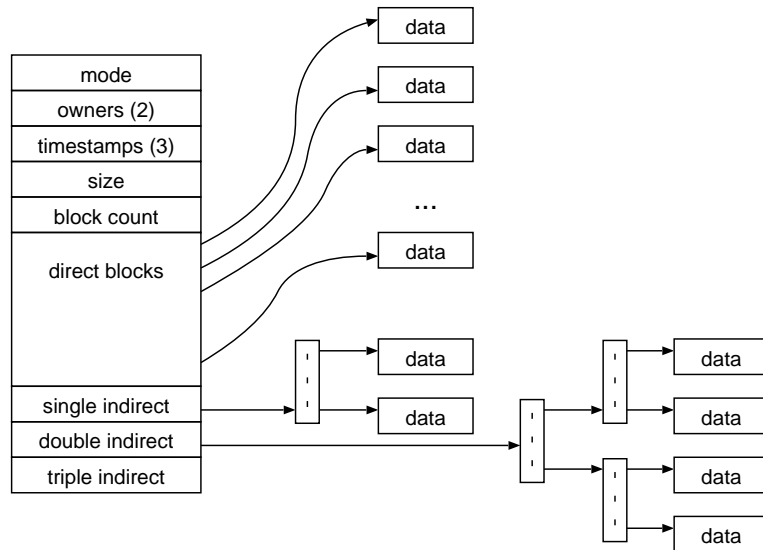 mode
owners (2)
timestamps (3)
size
block count
direct blocks
single indirect
double indirect
triple indirect
data
data
data
...
data
data
data
data
data
data
data